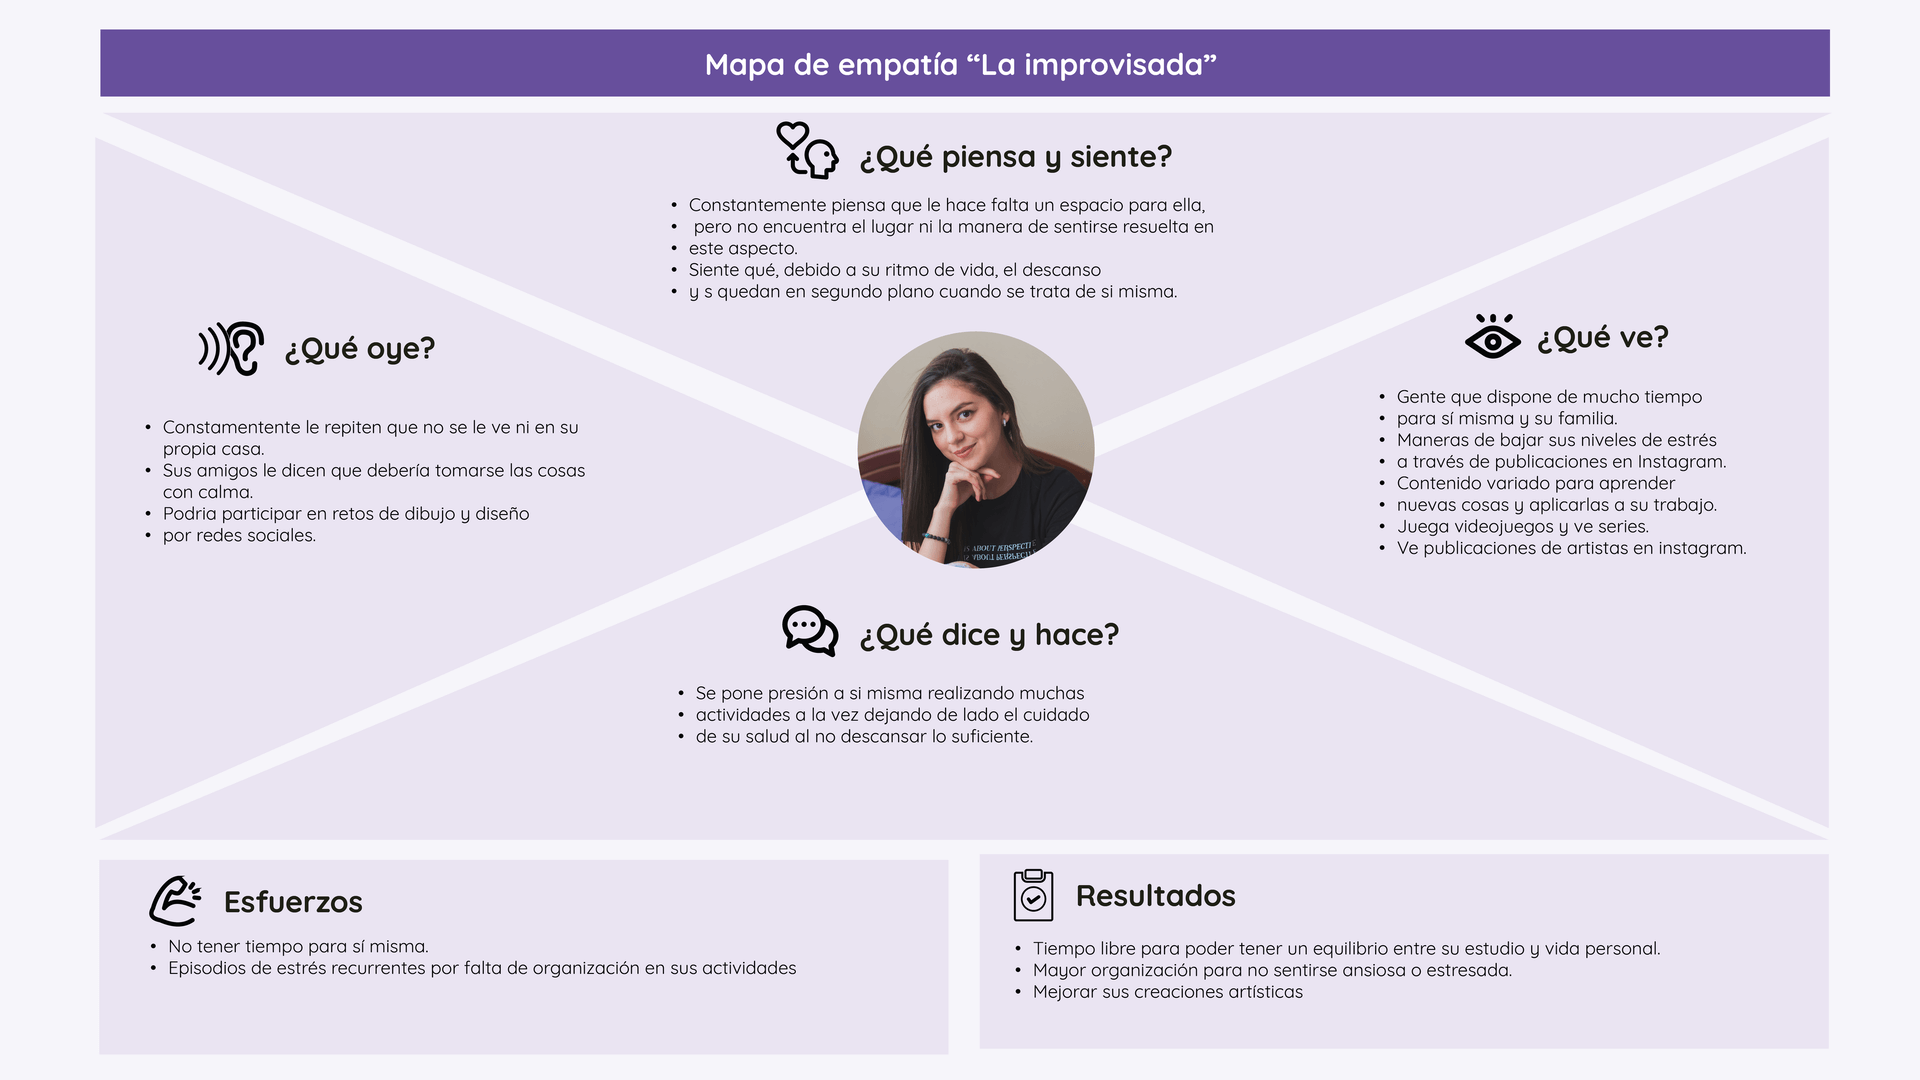 Mapa de empatía “La improvisada”
¿Qué piensa y siente?
• Constantemente piensa que le hace falta un espacio para ella,
• pero no encuentra el lugar ni la manera de sentirse resuelta en
• este aspecto.
• Siente qué, debido a su ritmo de vida, el descanso
• y s quedan en segundo plano cuando se trata de si misma.
¿Qué oye?
• Constamentente le repiten que no se le ve ni en su
propia casa.
• Sus amigos le dicen que debería tomarse las cosas
con calma.
• Podria participar en retos de dibujo y diseño
• por redes sociales.
¿Qué ve?
• Gente que dispone de mucho tiempo
• para sí misma y su familia.
• Maneras de bajar sus niveles de estrés
• a través de publicaciones en Instagram.
• Contenido variado para aprender
• nuevas cosas y aplicarlas a su trabajo.
• Juega videojuegos y ve series.
• Ve publicaciones de artistas en instagram.
¿Qué dice y hace?
• Se pone presión a si misma realizando muchas
• actividades a la vez dejando de lado el cuidado
• de su salud al no descansar lo suficiente.
Esfuerzos
• No tener tiempo para sí misma.
• Episodios de estrés recurrentes por falta de organización en sus actividades
Resultados
• Tiempo libre para poder tener un equilibrio entre su estudio y vida personal.
• Mayor organización para no sentirse ansiosa o estresada.
• Mejorar sus creaciones artísticas